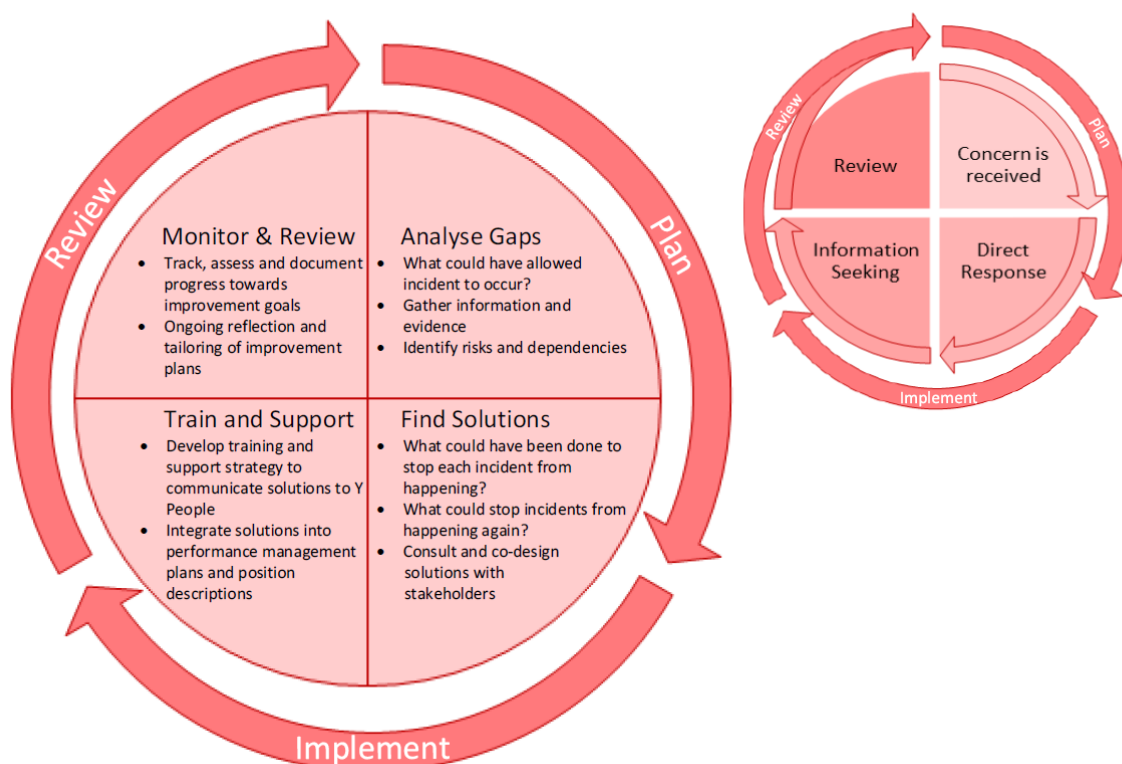 Review
Plan
Implement
Monitor & Review
• Track, assess and document
progress towards
improvement goals
• Ongoing reflection and
tailoring of improvement
plans
Analyse Gaps
• What could have allowed
incident to occur?
• Gather information and
evidence
• Identify risks and dependencies
Train and Support
• Develop training and
support strategy to
communicate solutions to Y
People
• Integrate solutions into
performance management
plans and position
descriptions
Find Solutions
• What could have been done to
stop each incident from
happening?
• What could stop incidents from
happening again?
• Consult and co-design
solutions with
stakeholders
Review
Plan
Implement
Review
Concern is
received
Information
Seeking
Direct
Response